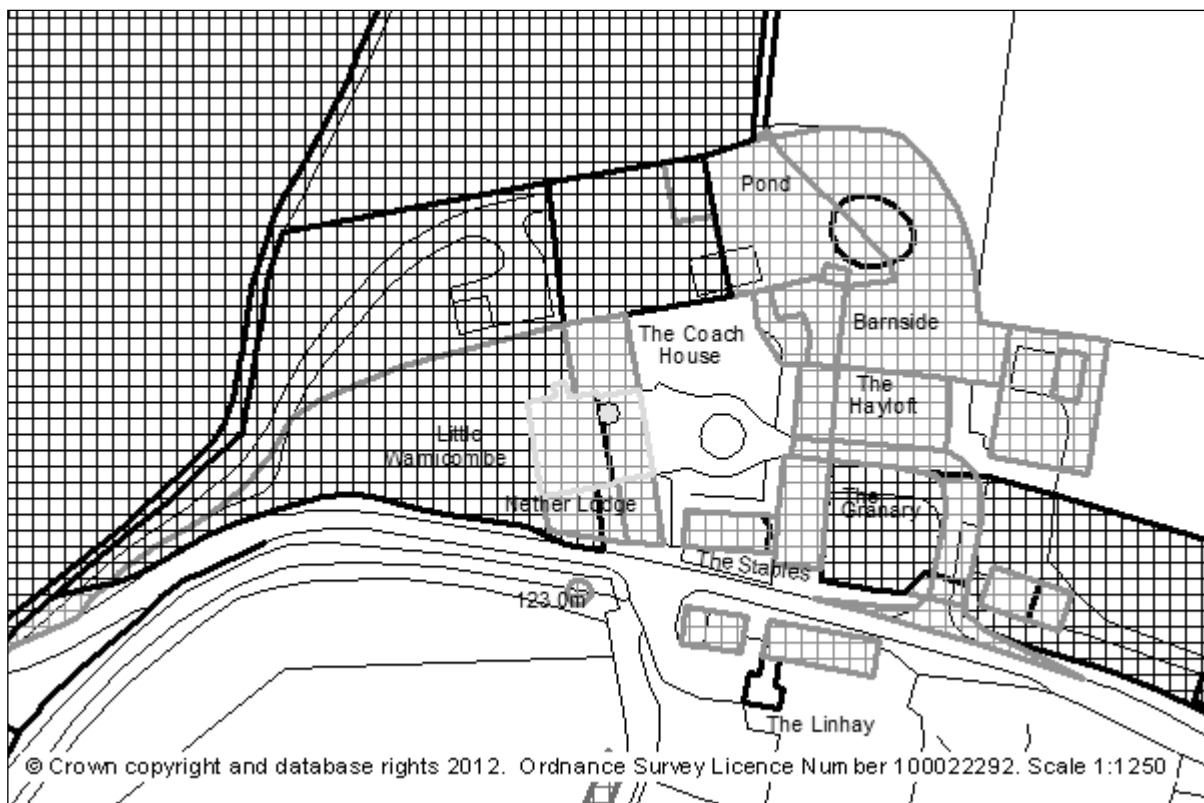 Pond
The Coach
House
Barnside
The
Hayloft
Little
Warnicombe
Nether Lodge
The
Granary
The Stables
123.0m
The Linhay
© Crown copyright and database rights 2012. Ordnance Survey Licence Number 100022292. Scale 1:1250